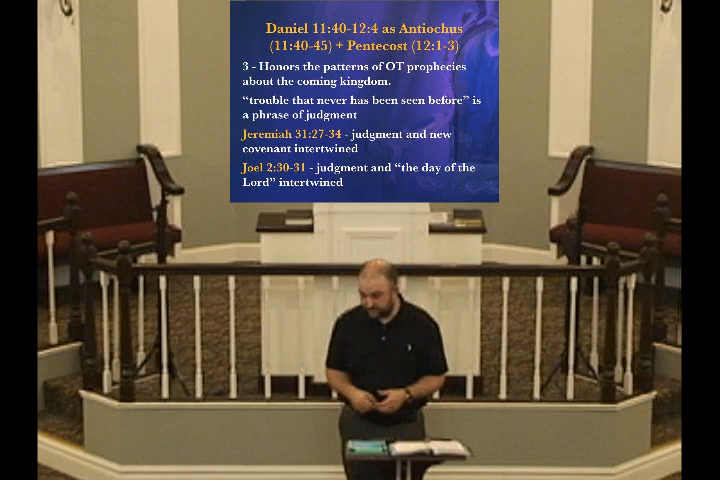 Daniel 11:40-12:4 as Antiochus
(11:40-45) + Pentecost (12:1-3)
3 - Honors the patterns of OT prophecies
about the coming kingdom.
“trouble that never has been seen before” is
a phrase of judgment
Jeremiah 31:27-34 - judgment and new
covenant intertwined
Joel 2:30-31 - judgment and “the day of the
Lord” intertwined